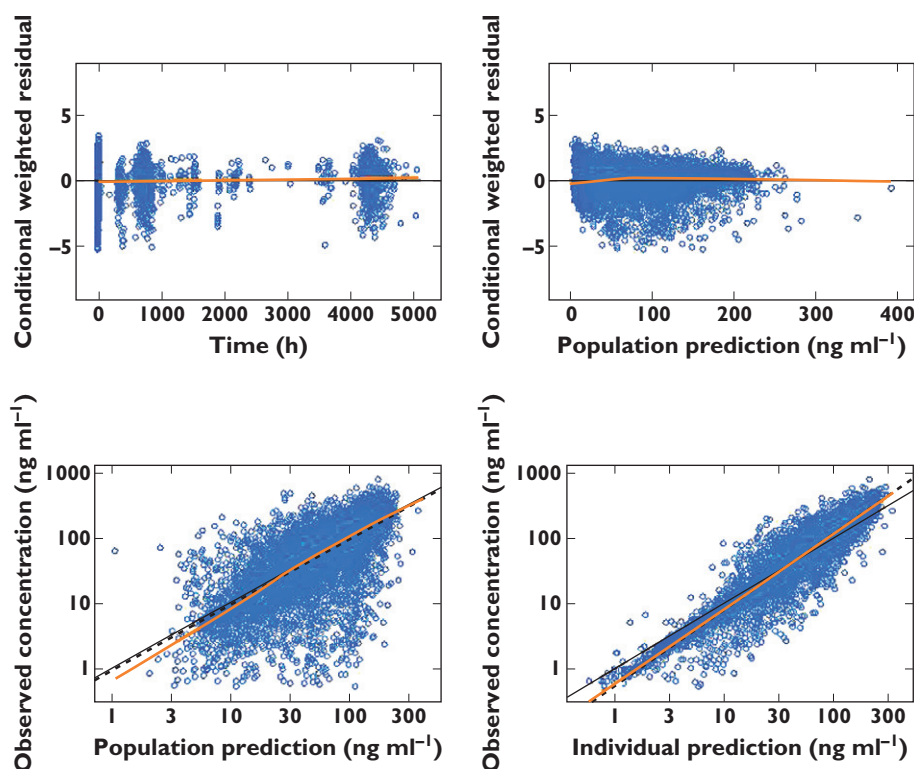 Conditional weighted residual
5
0
−5
0 1000 2000 3000 4000 5000
Time (h)
Conditional weighted residual
5
0
−5
0 100 200 300 400
Population prediction (ng ml⁻¹)
Observed concentration (ng ml⁻¹)
1000
100
10
1
1 3 10 30 100 300
Population prediction (ng ml⁻¹)
Observed concentration (ng ml⁻¹)
1000
100
10
1
1 3 10 30 100 300
Individual prediction (ng ml⁻¹)